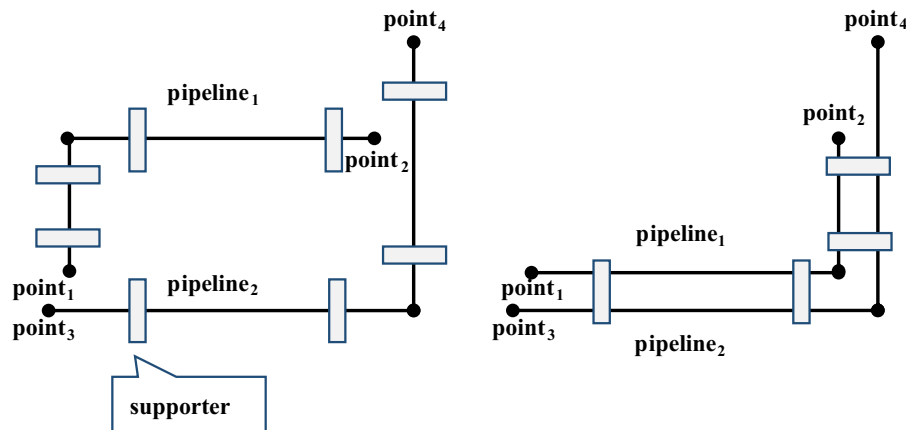 point₄
pipeline₁
point₂
point₁
pipeline₂
point₃
supporter
point₄
point₂
pipeline₁
point₁
point₃
pipeline₂